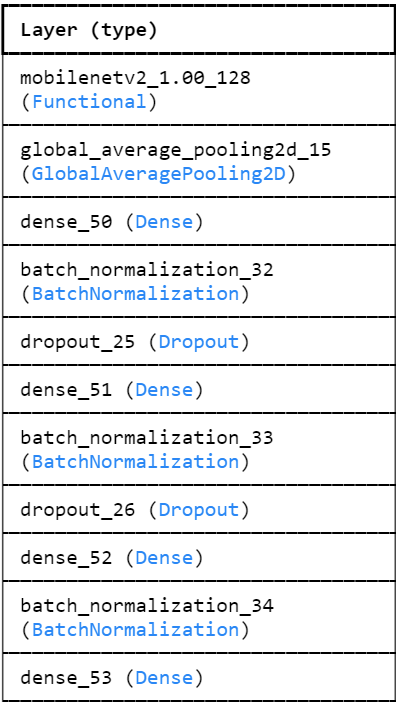 Layer (type)
mobilenetv2_1.00_128
(Functional)
global_average_pooling2d_15
(GlobalAveragePooling2D)
dense_50 (Dense)
batch_normalization_32
(BatchNormalization)
dropout_25 (Dropout)
dense_51 (Dense)
batch_normalization_33
(BatchNormalization)
dropout_26 (Dropout)
dense_52 (Dense)
batch_normalization_34
(BatchNormalization)
dense_53 (Dense)